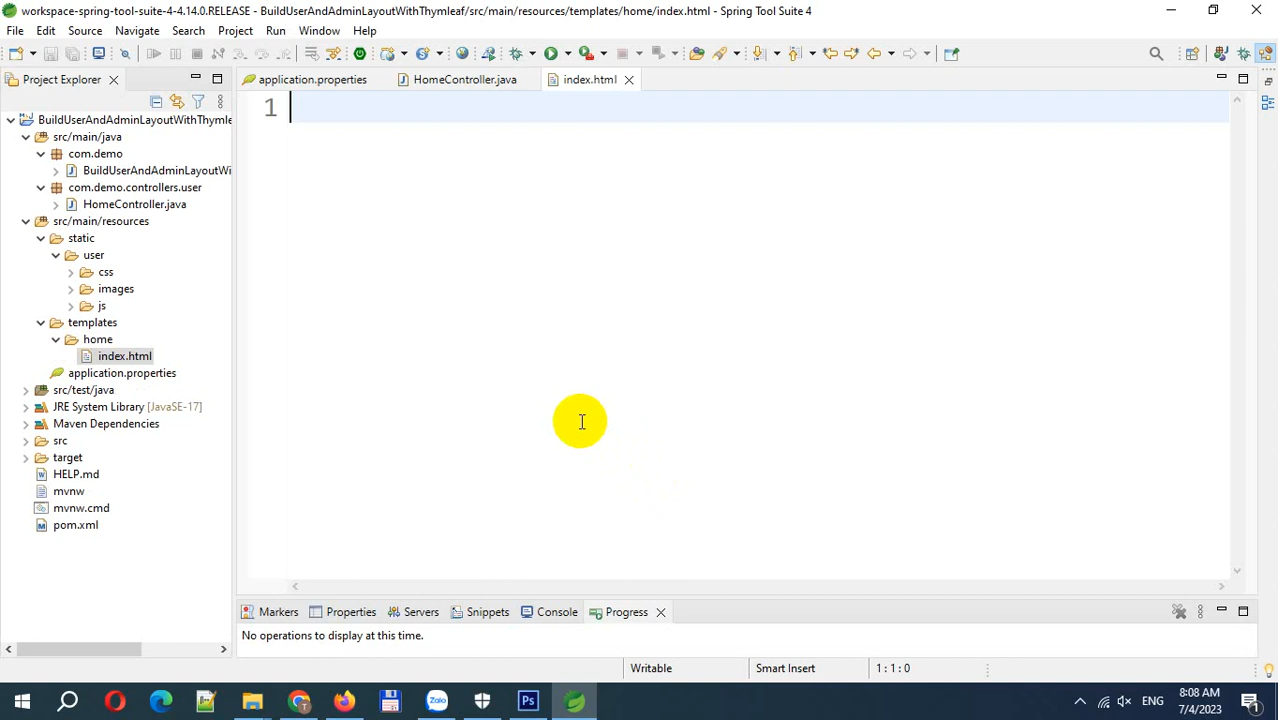 workspace-spring-tool-suite-4-4.14.0.RELEASE - BuildUserAndAdminLayoutWithThymleaf/src/main/resources/templates/home/index.html - Spring Tool Suite 4
File Edit Source Navigate Search Project Run Window Help
Project Explorer
application.properties
HomeController.java
index.html
1
BuildUserAndAdminLayoutWithThymle
src/main/java
com.demo
BuildUserAndAdminLayoutWi
com.demo.controllers.user
HomeController.java
src/main/resources
static
user
css
images
js
templates
home
index.html
application.properties
src/test/java
JRE System Library [JavaSE-17]
Maven Dependencies
src
target
HELP.md
mvnw
mvnw.cmd
pom.xml
Markers Properties Servers Snippets Console Progress
No operations to display at this time.
Writable Smart Insert 1 : 1 : 0
Zalo
Ps
ENG
8:08 AM
7/4/2023
1